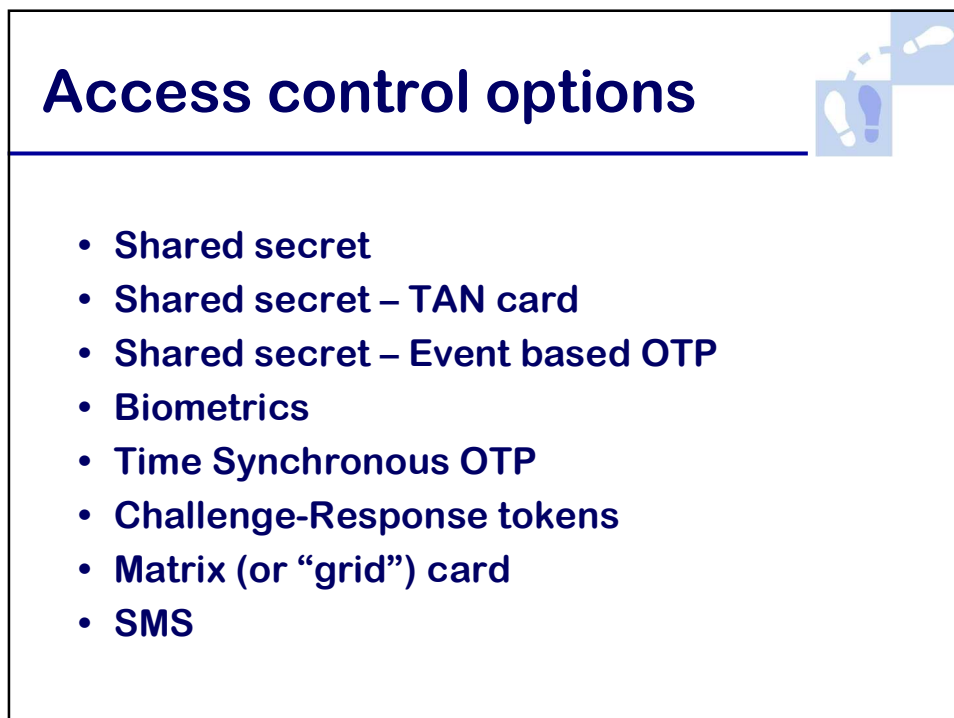 Access control options
• Shared secret
• Shared secret – TAN card
• Shared secret – Event based OTP
• Biometrics
• Time Synchronous OTP
• Challenge-Response tokens
• Matrix (or “grid”) card
• SMS